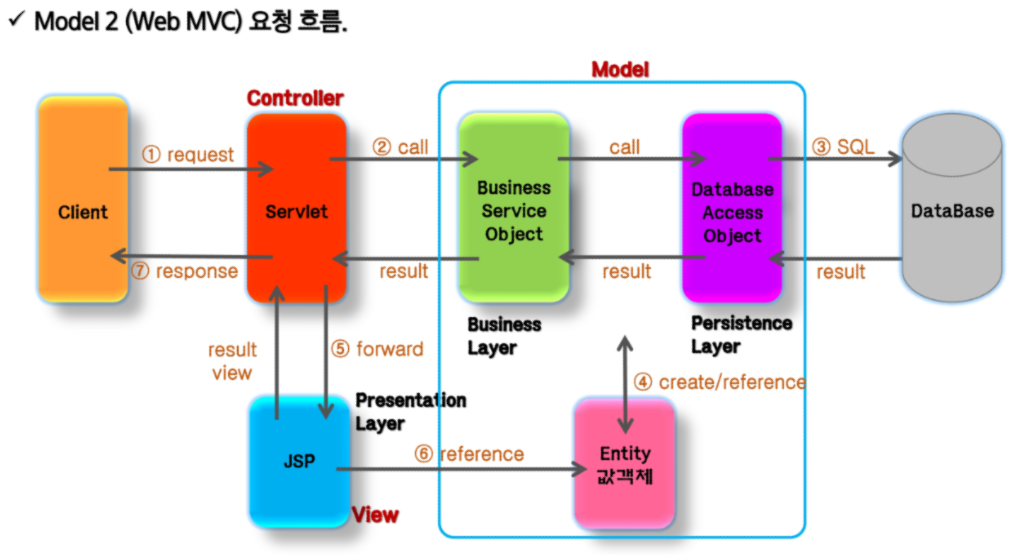 ✓ Model 2 (Web MVC) 요청 흐름.
Model
Controller
① request
② call
call
③ SQL
Client
Servlet
Business
Service
Object
Database
Access
Object
DataBase
⑦ response
result
result
result
Business
Layer
Persistence
Layer
result
view
⑤ forward
④ create/reference
Presentation
Layer
JSP
⑥ reference
Entity
값객체
View